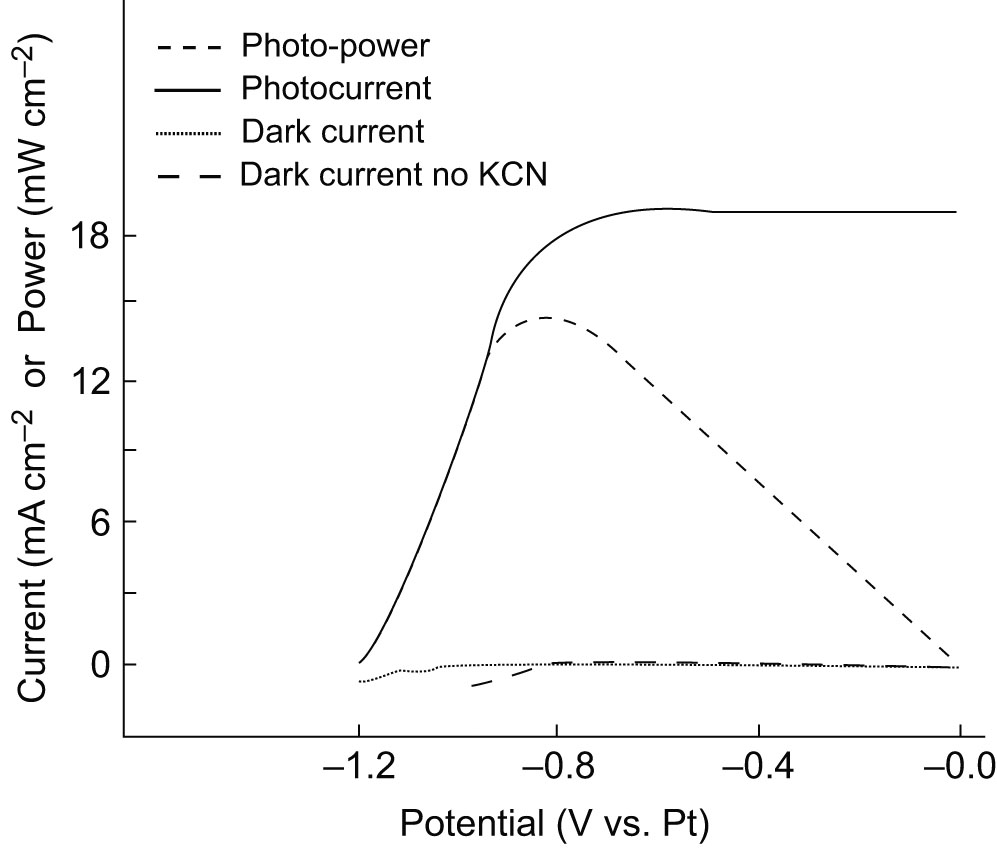 Photo-power
Photocurrent
Dark current
Dark current no KCN
Current (mA cm–2 or Power (mW cm–2)
18
12
6
0
–1.2
–0.8
–0.4
–0.0
Potential (V vs. Pt)